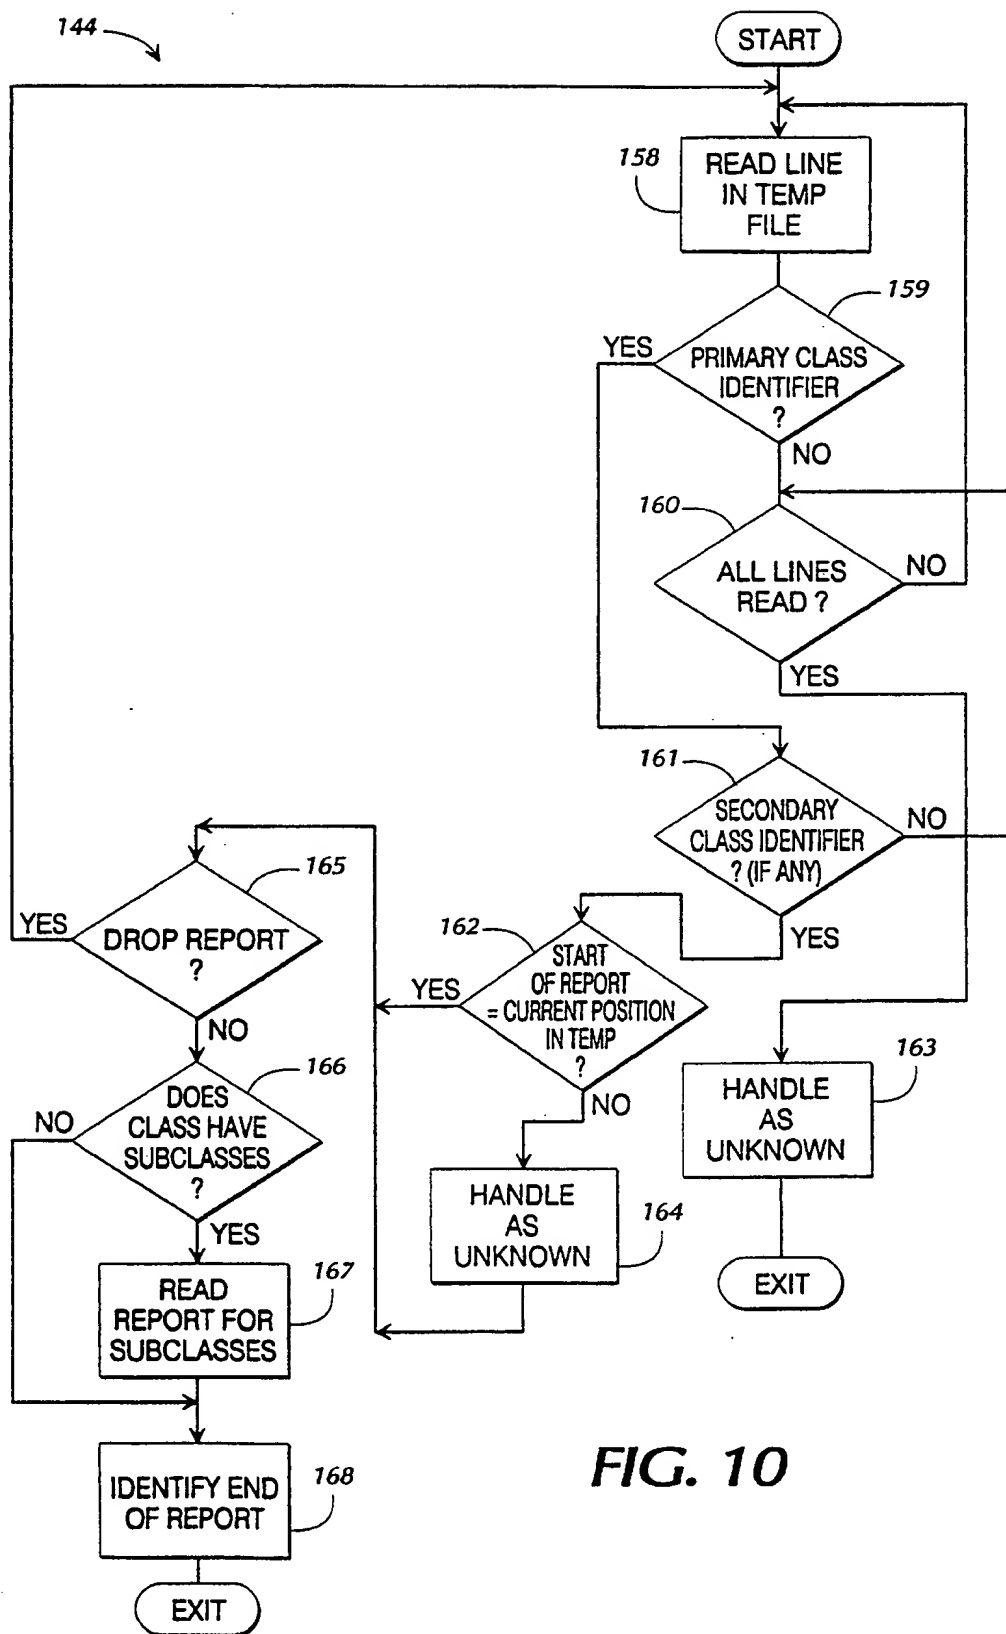 144
START
158
READ LINE
IN TEMP
FILE
159
YES
PRIMARY CLASS
IDENTIFIER
?
NO
160
ALL LINES
READ ?
NO
YES
161
SECONDARY
CLASS IDENTIFIER
? (IF ANY)
NO
YES
165
YES
DROP REPORT
?
NO
162
YES
START
OF REPORT
= CURRENT POSITION
IN TEMP
?
NO
163
HANDLE
AS
UNKNOWN
EXIT
166
NO
DOES
CLASS HAVE
SUBCLASSES
?
YES
164
HANDLE
AS
UNKNOWN
167
READ
REPORT FOR
SUBCLASSES
168
IDENTIFY END
OF REPORT
EXIT
FIG. 10